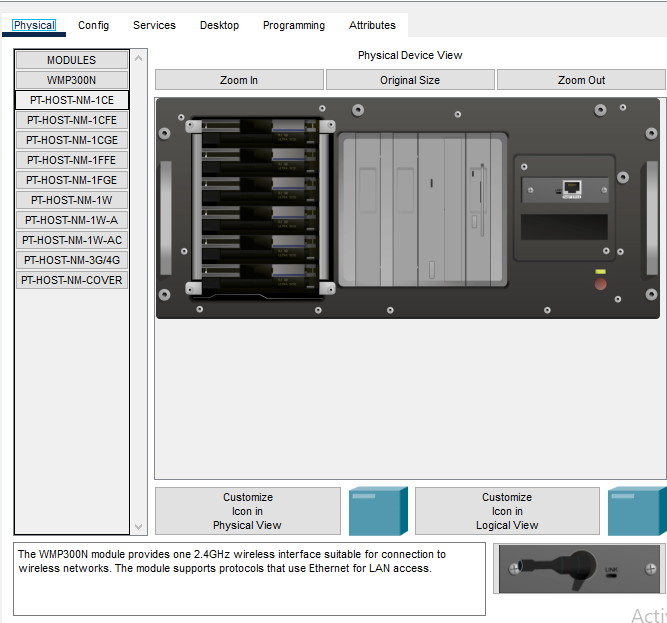 Physical Config Services Desktop Programming Attributes
MODULES
WMP300N
PT-HOST-NM-1CE
PT-HOST-NM-1CFE
PT-HOST-NM-1CGE
PT-HOST-NM-1FFE
PT-HOST-NM-1FGE
PT-HOST-NM-1W
PT-HOST-NM-1W-A
PT-HOST-NM-1W-AC
PT-HOST-NM-3G/4G
PT-HOST-NM-COVER
Physical Device View
Zoom In Original Size Zoom Out
Customize
Icon in
Physical View
Customize
Icon in
Logical View
The WMP300N module provides one 2.4GHz wireless interface suitable for connection to
wireless networks. The module supports protocols that use Ethernet for LAN access.
LINK
Acti